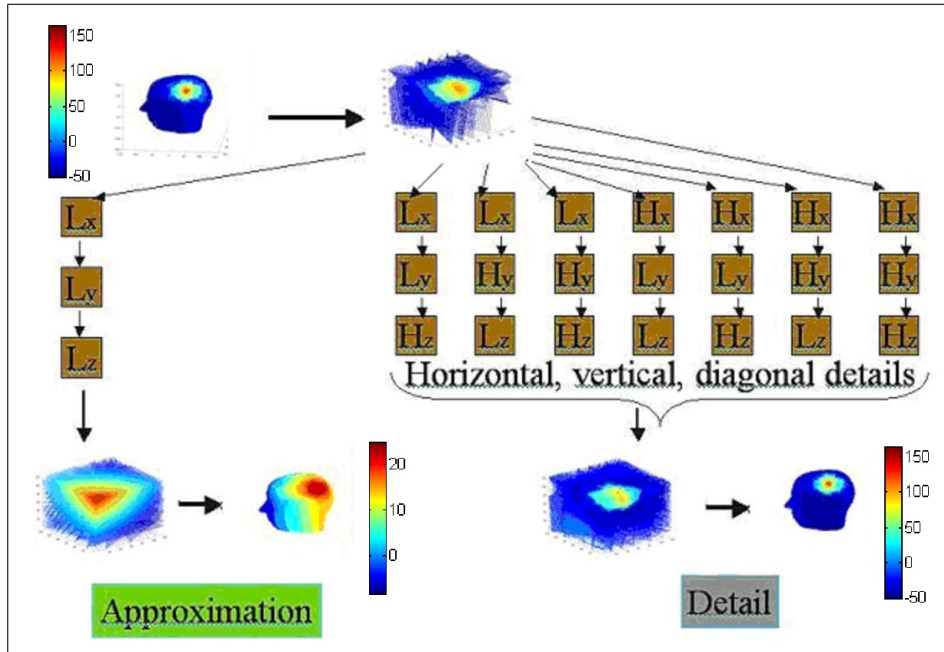 150
100
50
0
-50
Lx Lx Lx Lx Hx Hx Hx Hx
Ly Ly Hy Hy Ly Ly Hy Hy
Lz Hz Lz Hz Lz Hz Lz Hz
Horizontal, vertical, diagonal details
20
10
0
150
100
50
0
-50
Approximation
Detail